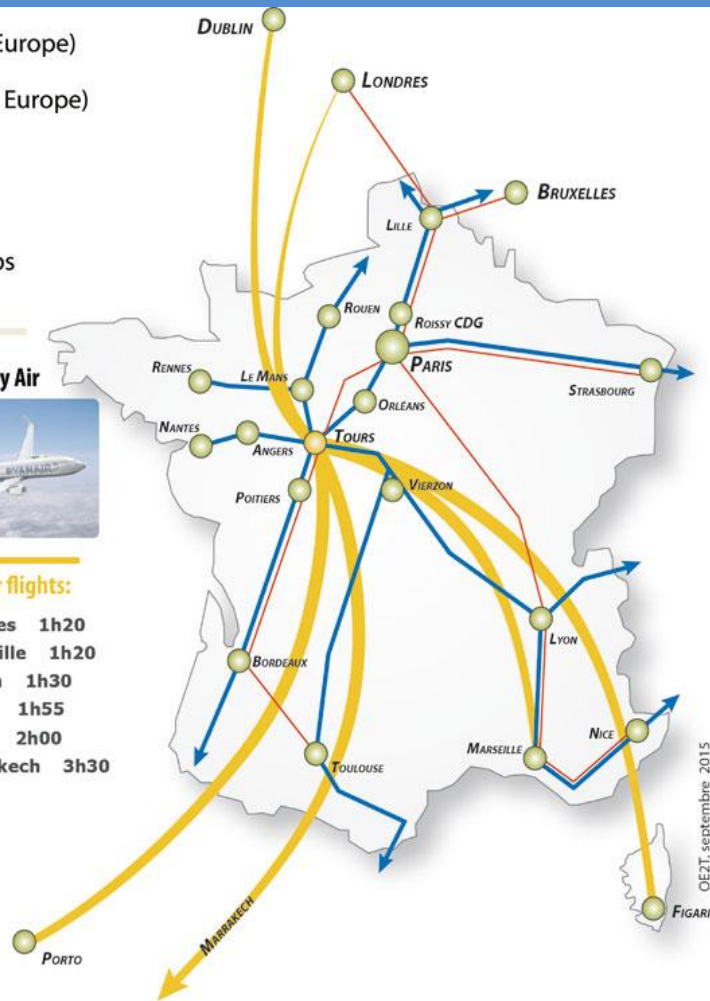 Europe)
Europe)
y Air
RYANAIR
flights:
es 1h20
ille 1h20
1h30
1h55
2h00
kech 3h30
DUBLIN
LONDRES
BRUXELLES
LILLE
ROUEN
ROISSY CDG
PARIS
STRASBOURG
RENNES
LE MANS
ORLÉANS
NANTES
ANGERS
TOURS
POITIERS
VIERZON
LYON
BORDEAUX
TOULOUSE
MARSEILLE
NICE
FIGARI
PORTO
MARRAKECH
OE2T, septembre 2015